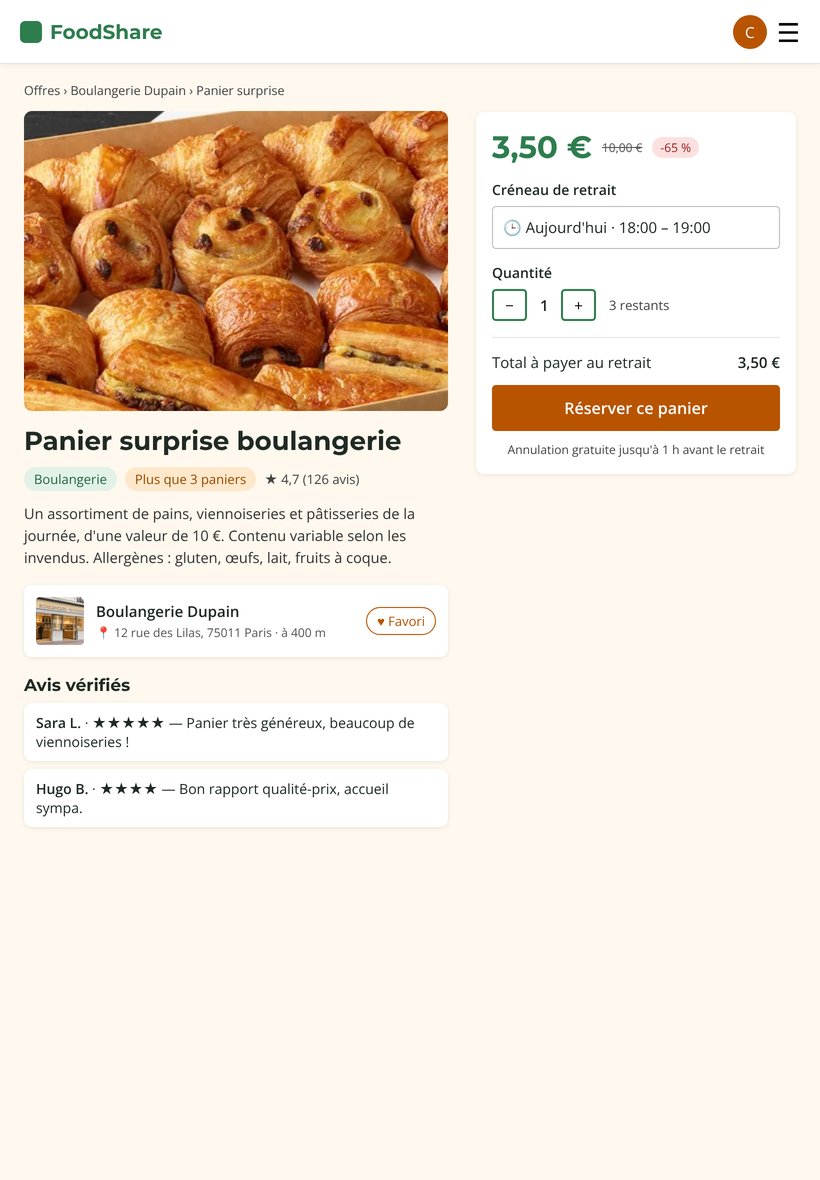 FoodShare
C
Offres › Boulangerie Dupain › Panier surprise
Panier surprise boulangerie
Boulangerie
Plus que 3 paniers
★ 4,7 (126 avis)
Un assortiment de pains, viennoiseries et pâtisseries de la
journée, d'une valeur de 10 €. Contenu variable selon les
invendus. Allergènes : gluten, œufs, lait, fruits à coque.
Boulangerie Dupain
📍 12 rue des Lilas, 75011 Paris · à 400 m
♥ Favori
Avis vérifiés
Sara L. · ★★★★★ — Panier très généreux, beaucoup de
viennoiseries !
Hugo B. · ★★★★ — Bon rapport qualité-prix, accueil
sympa.
3,50 € 10,00 € -65 %
Créneau de retrait
🕒 Aujourd'hui · 18:00 – 19:00
Quantité
− 1 + 3 restants
Total à payer au retrait 3,50 €
Réserver ce panier
Annulation gratuite jusqu'à 1 h avant le retrait